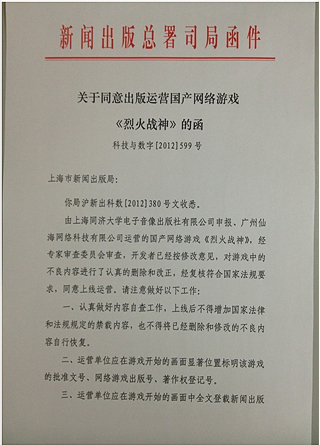 新闻出版总署司局函件
关于同意出版运营国产网络游戏
《烈火战神》的函
科技与数字[2012]599号
上海市新闻出版局：
你局沪新出科数[2012]380号文收悉。
由上海同济大学电子音像出版社有限公司申报、广州仙
海网络科技有限公司运营的国产网络游戏《烈火战神》，经
专家审查委员会审查，开发者已经按修改意见，对游戏中的
不良内容进行了认真的删除和改正，经复核符合国家法规要
求，同意上线运营。请注意做好以下工作：
一、认真做好内容自查工作，上线后不得增加国家法律
和法规规定的禁载内容，也不得将已经删除和修改的不良内
容自行恢复。
二、运营单位应在游戏开始的画面显著位置标明该游戏
的批准文号、网络游戏出版号、著作权登记号。
三、运营单位应在游戏开始的画面中全文登载新闻出版